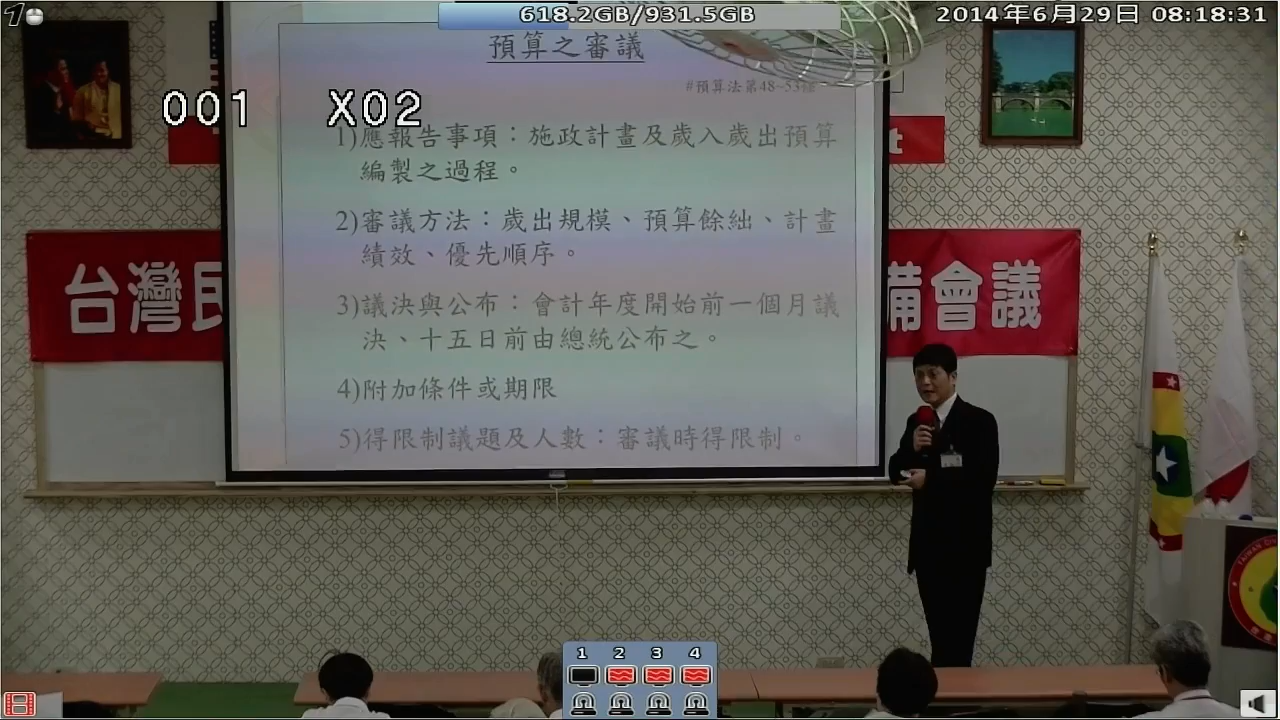 618.2GB/931.5GB
2014年6月29日 08:18:31
預算之審議
#預算法第48~53條
001 X02
1)應報告事項：施政計畫及歲入歲出預算
編製之過程。
2)審議方法：歲出規模、預算餘絀、計畫
績效、優先順序。
3)議決與公布：會計年度開始前一個月議
決、十五日前由總統公布之。
4)附加條件或期限
5)得限制議題及人數：審議時得限制。
t
台灣民
備會議
1 2 3 4